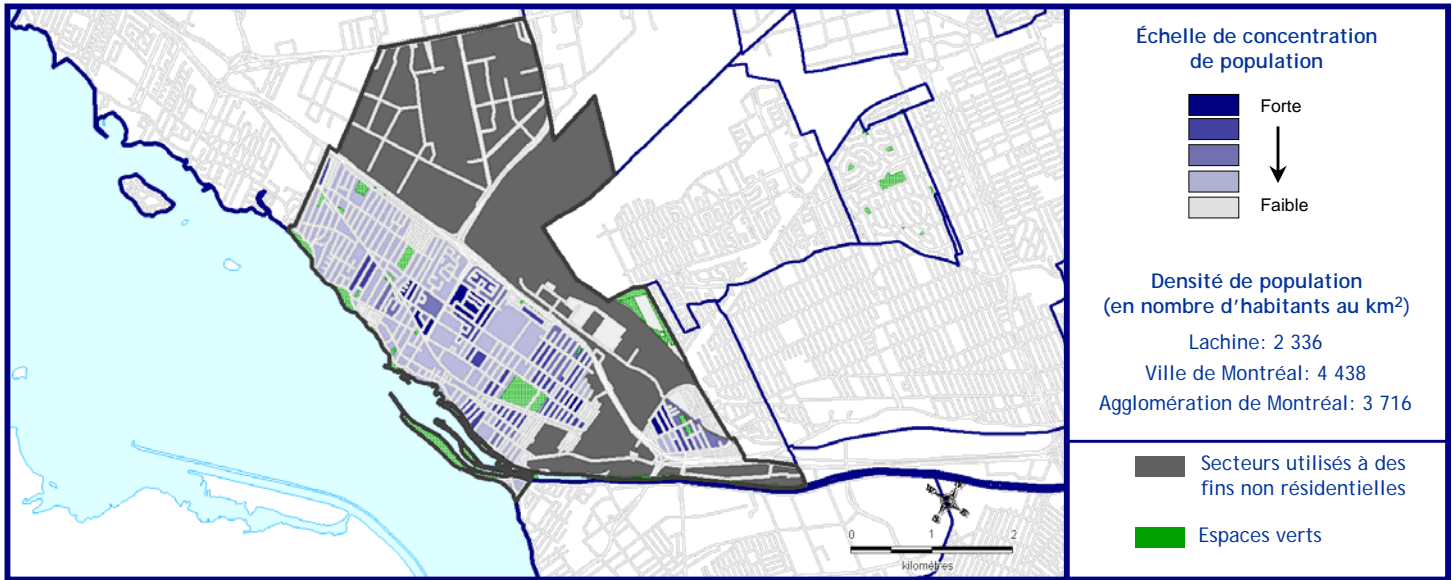 Échelle de concentration
de population
Forte
Faible
Densité de population
(en nombre d'habitants au km²)
Lachine: 2 336
Ville de Montréal: 4 438
Agglomération de Montréal: 3 716
Secteurs utilisés à des
fins non résidentielles
Espaces verts
0 1 2
kilomètres